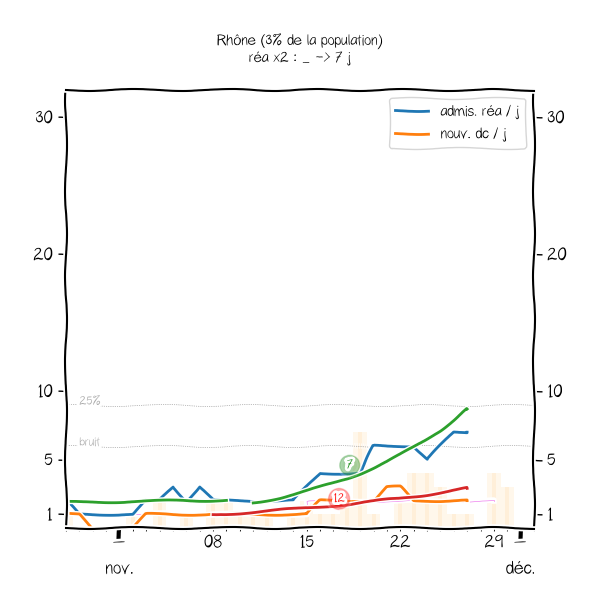 Rhône (3% de la population)
réa x2 : _ -> 7 j
admis. réa / j
nouv. dc / j
30
30
20
20
10
10
25%
bruit
5
5
7
12
1
1
08
15
22
29
nov.
déc.